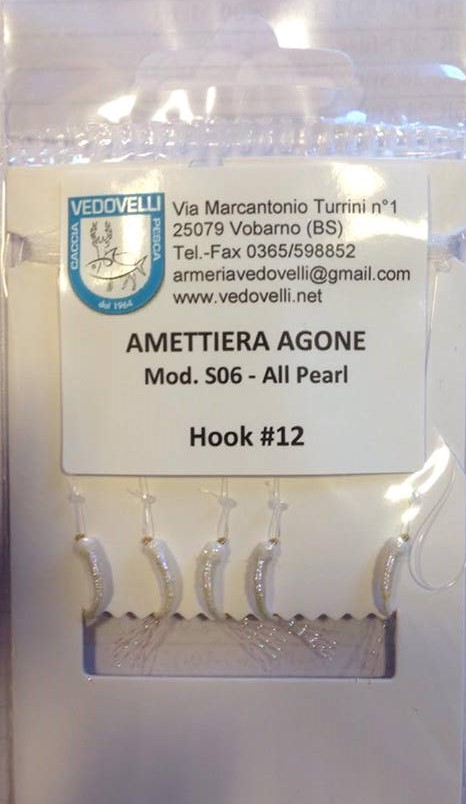 VEDOVELLI
CACCIA
PESCA
dal 1964
Via Marcantonio Turrini n°1
25079 Vobarno (BS)
Tel.-Fax 0365/598852
armeriavedovelli@gmail.com
www.vedovelli.net
AMETTIERA AGONE
Mod. S06 - All Pearl
Hook #12